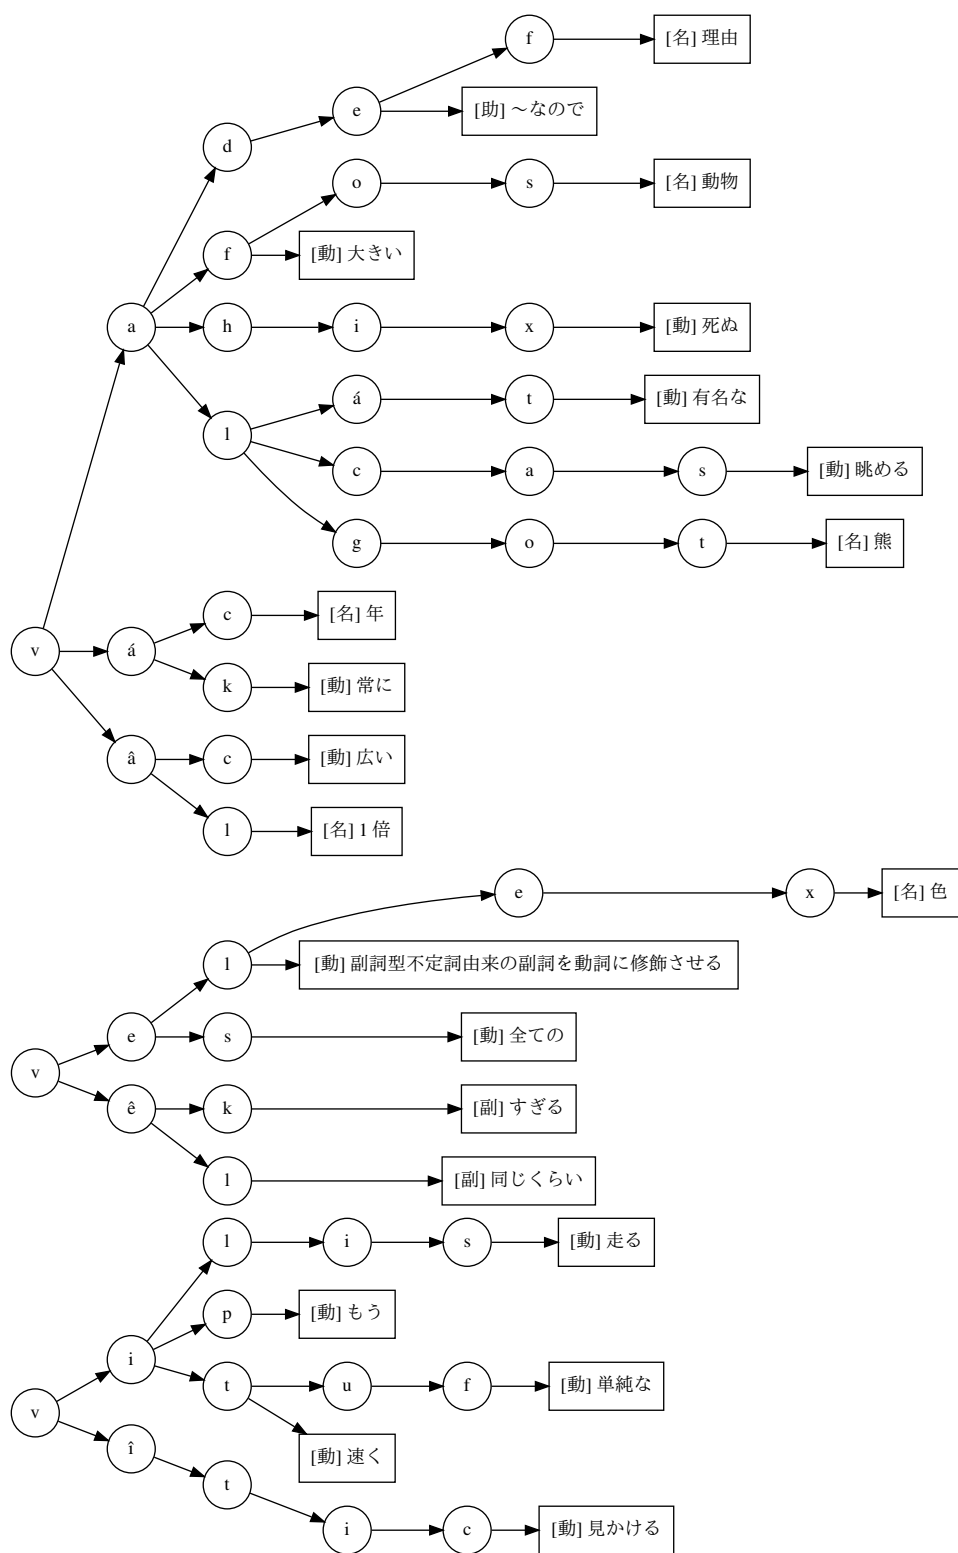 f [名] 理由
e [助] ～なので
d
o s [名] 動物
f [動] 大きい
a h i x [動] 死ぬ
á t [動] 有名な
l
c a s [動] 眺める
g o t [名] 熊
c [名] 年
v á
k [動] 常に
â c [動] 広い
l [名] 1 倍
e x [名] 色
l [動] 副詞型不定詞由来の副詞を動詞に修飾させる
e s [動] 全ての
v
ê k [副] すぎる
l [副] 同じくらい
l i s [動] 走る
p [動] もう
i
t u f [動] 単純な
v
î [動] 速く
t
i c [動] 見かける